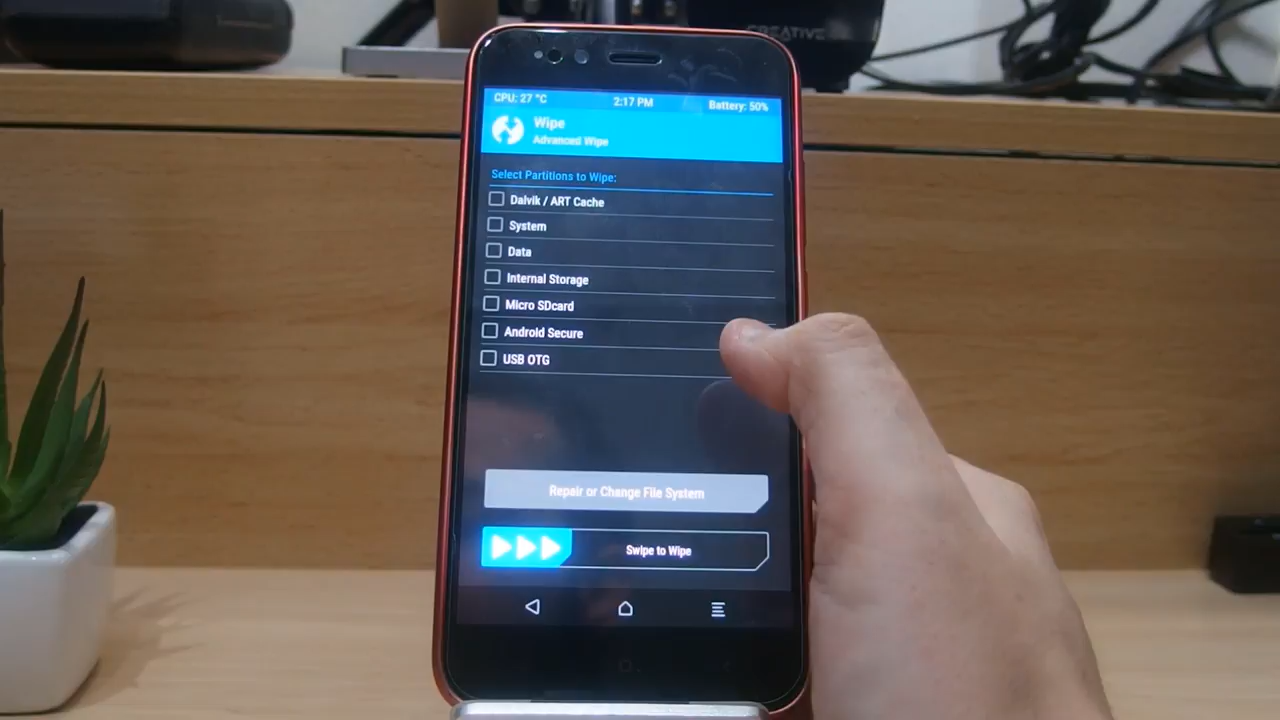 CREATIVE
CPU: 27 °C 2:17 PM Battery: 50%
Wipe
Advanced Wipe
Select Partitions to Wipe:
Dalvik / ART Cache
System
Data
Internal Storage
Micro SDcard
Android Secure
USB OTG
Repair or Change File System
Swipe to Wipe